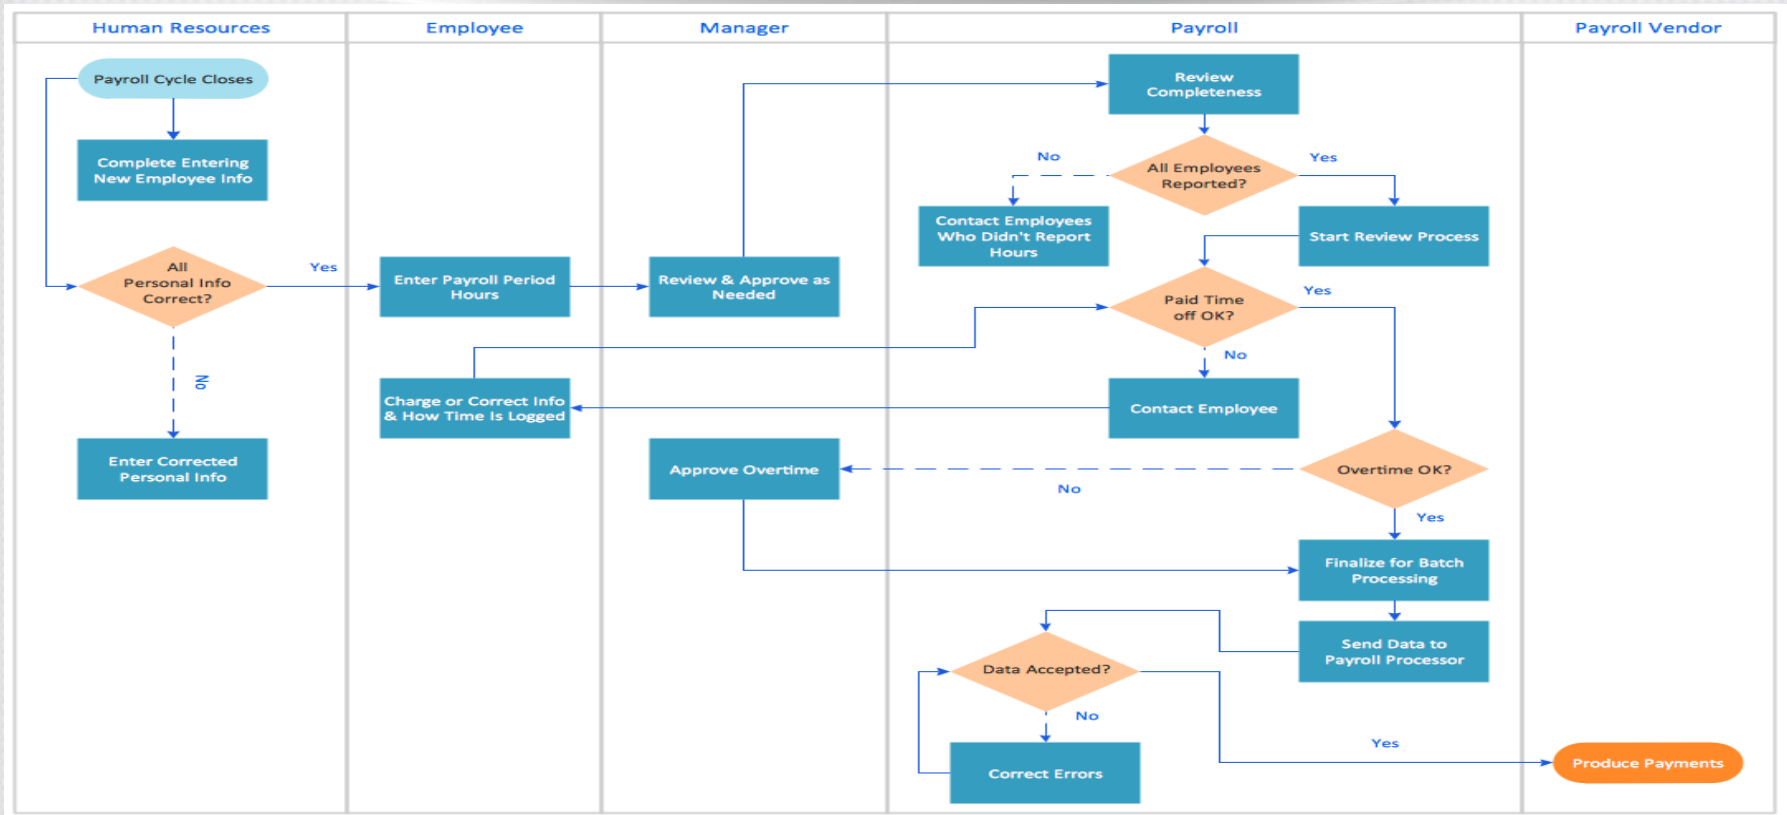 Human Resources
Employee
Manager
Payroll
Payroll Vendor
Payroll Cycle Closes
Complete Entering
New Employee Info
All
Personal Info
Correct?
Yes
No
Enter Corrected
Personal Info
Enter Payroll Period
Hours
Review & Approve as
Needed
Review
Completeness
All Employees
Reported?
No
Yes
Contact Employees
Who Didn't Report
Hours
Start Review Process
Paid Time
off OK?
Yes
No
Contact Employee
Charge or Correct Info
& How Time Is Logged
Overtime OK?
No
Approve Overtime
Yes
Finalize for Batch
Processing
Send Data to
Payroll Processor
Data Accepted?
No
Correct Errors
Yes
Produce Payments